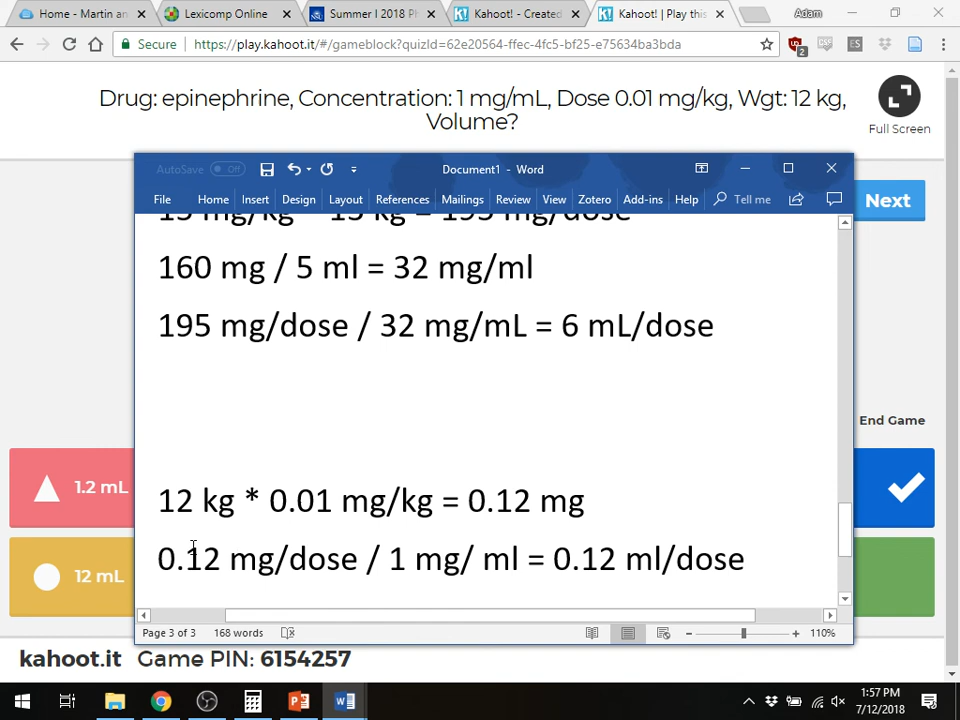 Home - Martin an
Lexicomp Online
Summer I 2018 Ph
Kahoot! - Created
Kahoot! | Play this
Adam
Secure
https://play.kahoot.it/#/gameblock?quizId=62e20564-ffec-4fc5-bf25-e75634ba3bda
2
ES
Drug: epinephrine, Concentration: 1 mg/mL, Dose 0.01 mg/kg, Wgt: 12 kg,
Volume?
Full Screen
AutoSave
Off
Document1 - Word
File
Home
Insert
Design
Layout
References
Mailings
Review
View
Zotero
Add-ins
Help
Tell me
Next
160 mg / 5 ml = 32 mg/ml
195 mg/dose / 32 mg/mL = 6 mL/dose
End Game
1.2 mL
12 kg * 0.01 mg/kg = 0.12 mg
0.12 mg/dose / 1 mg/ ml = 0.12 ml/dose
12 mL
Page 3 of 3
168 words
110%
kahoot.it
Game PIN: 6154257
1:57 PM
7/12/2018